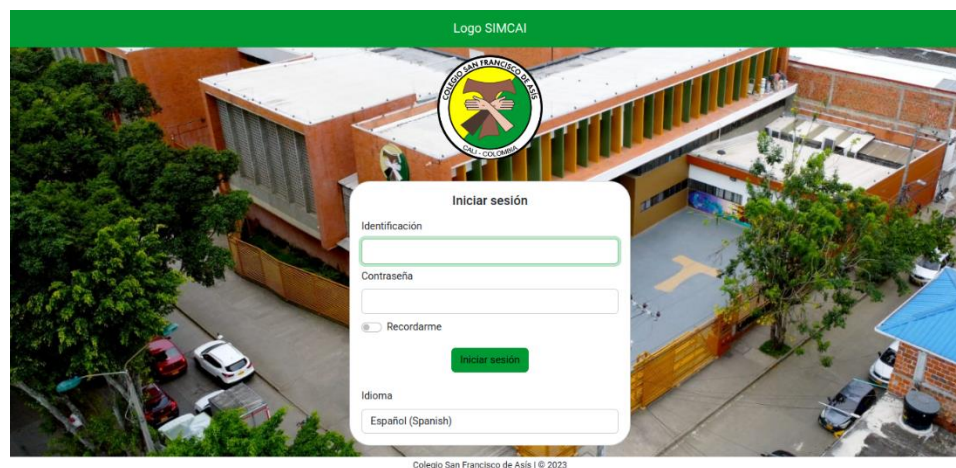 Logo SIMCAI
COLEGIO SAN FRANCISCO DE ASIS
CALI - COLOMBIA
Iniciar sesión
Identificación
Contraseña
Recordarme
Iniciar sesión
Idioma
Español (Spanish)
Colegio San Francisco de Asís | © 2023